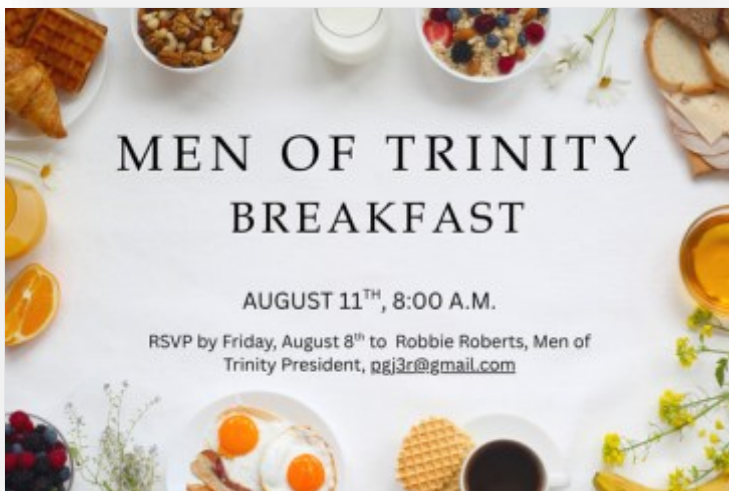 MEN OF TRINITY
BREAKFAST
AUGUST 11TH, 8:00 A.M.
RSVP by Friday, August 8th to Robbie Roberts, Men of
Trinity President, pgj3r@gmail.com